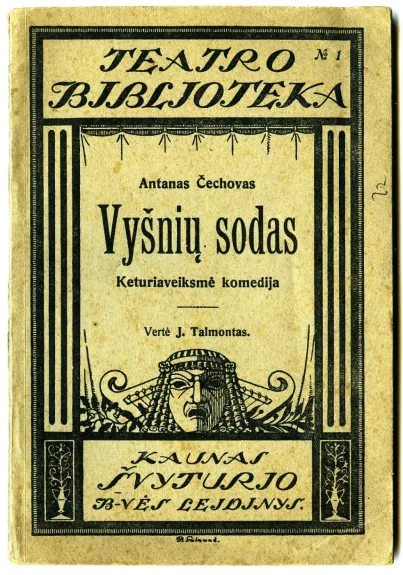 TEATRO № 1
BIBLIOTEKA
Antanas Čechovas
Vyšnių sodas
Keturiaveiksmė komedija
Vertė J. Talmontas.
KAUNAS
ŠVYTURIO
B-VĖS LEIDINYS.